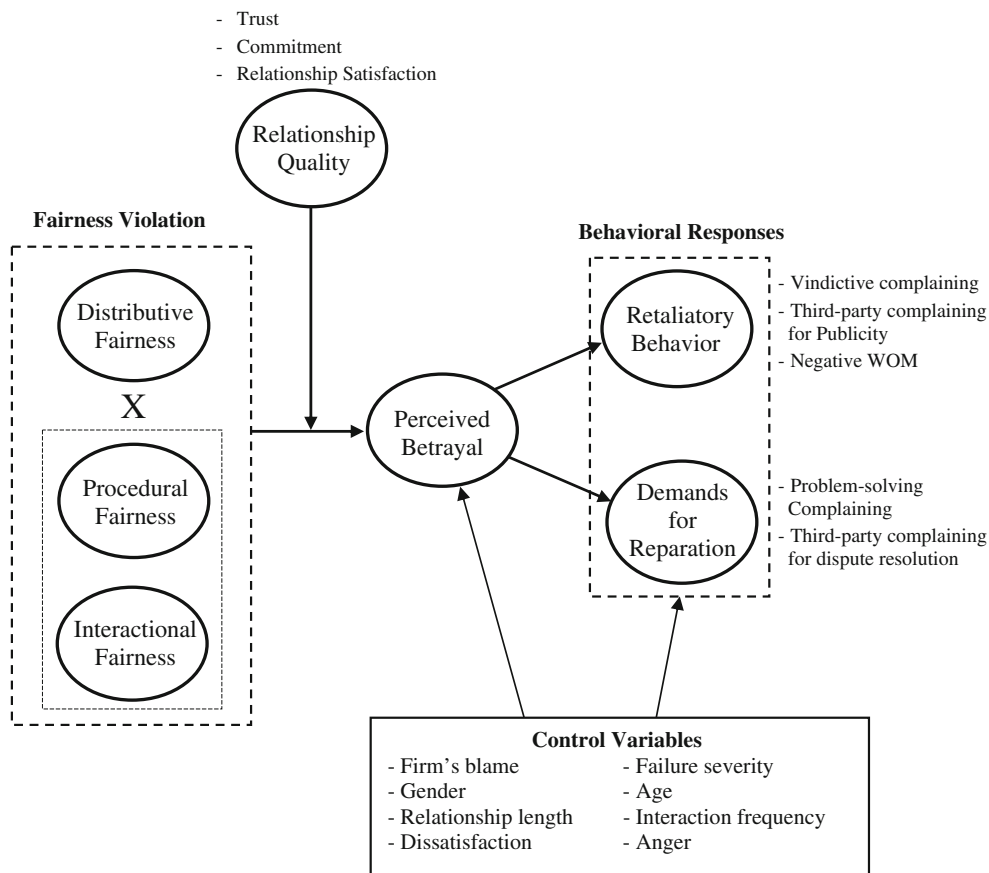 - Trust
- Commitment
- Relationship Satisfaction
Relationship
Quality
Fairness Violation
Distributive
Fairness
X
Procedural
Fairness
Interactional
Fairness
Perceived
Betrayal
Behavioral Responses
Retaliatory
Behavior
- Vindictive complaining
- Third-party complaining
for Publicity
- Negative WOM
Demands
for
Reparation
- Problem-solving
Complaining
- Third-party complaining
for dispute resolution
Control Variables
- Firm's blame
- Gender
- Relationship length
- Dissatisfaction
- Failure severity
- Age
- Interaction frequency
- Anger